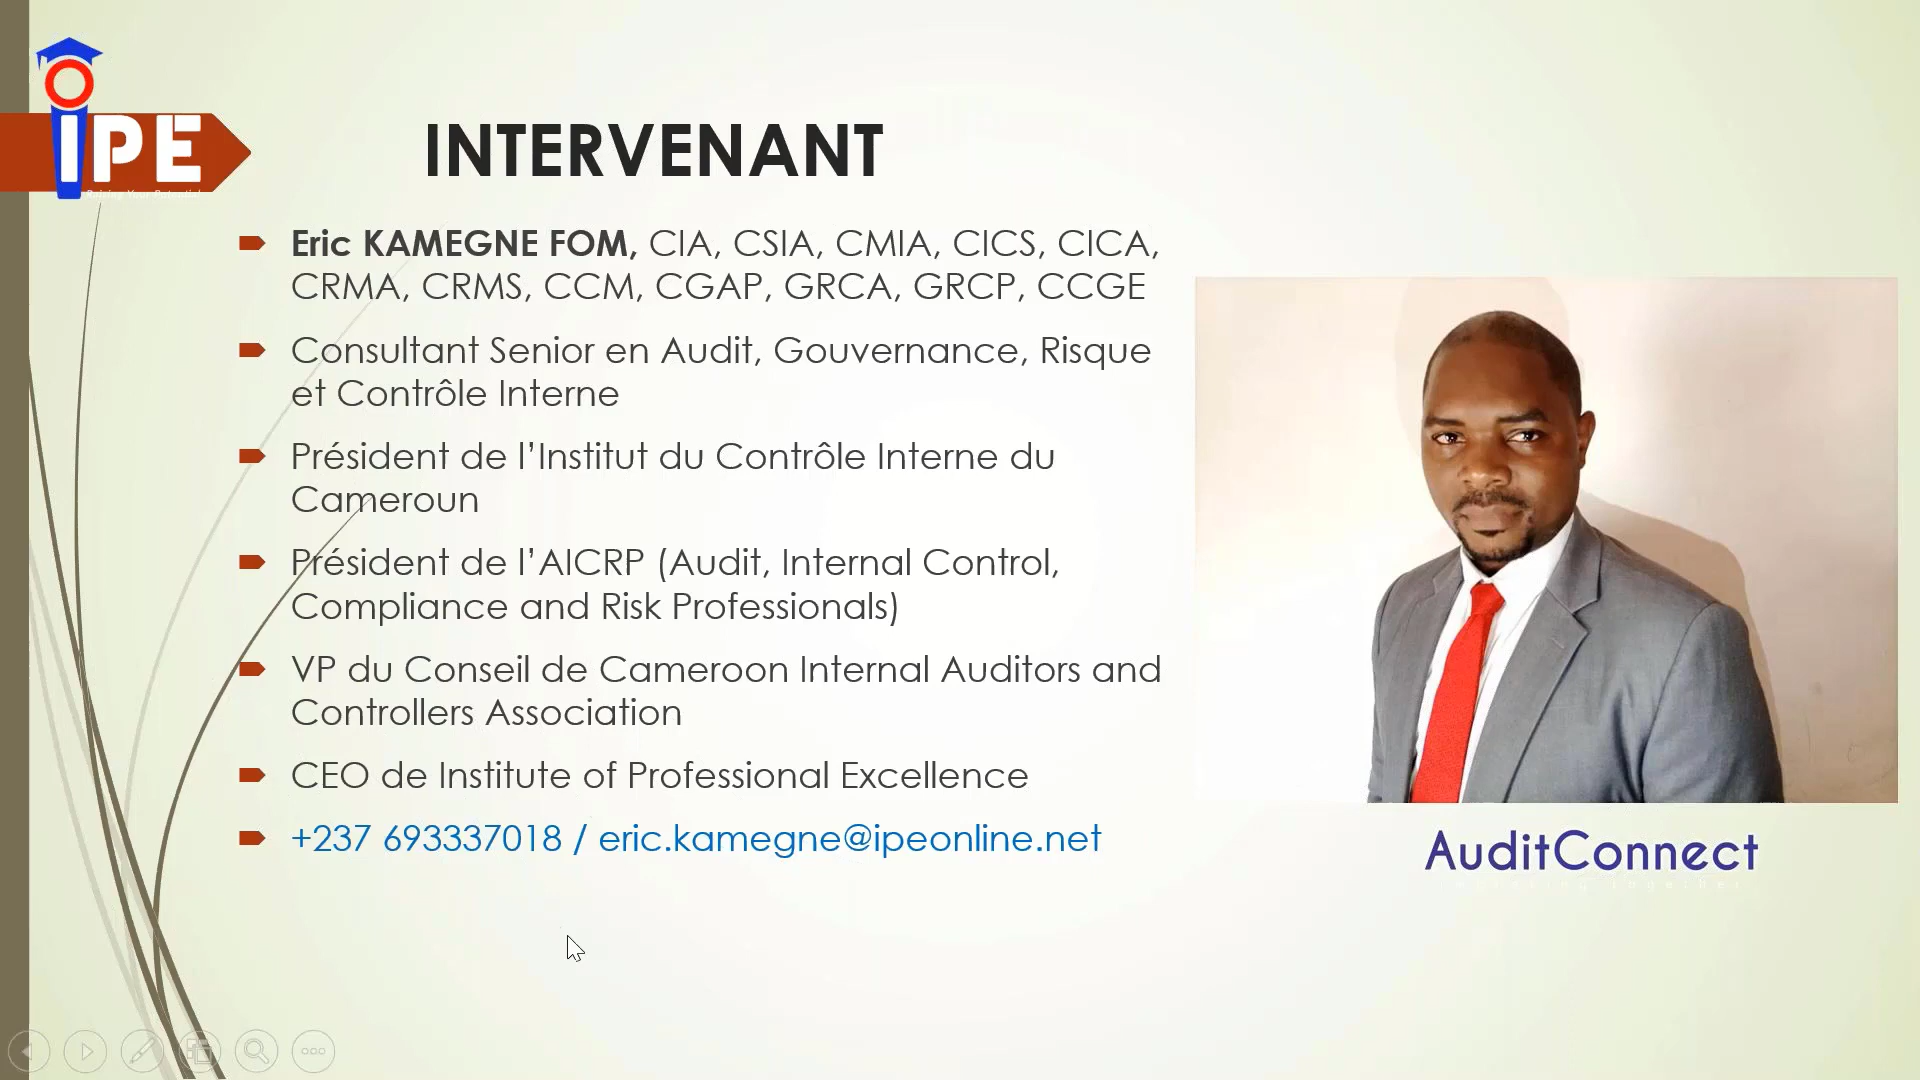 iPE
Raising Your Potential
INTERVENANT
Eric KAMEGNE FOM, CIA, CSIA, CMIA, CICS, CICA,
CRMA, CRMS, CCM, CGAP, GRCA, GRCP, CCGE
Consultant Senior en Audit, Gouvernance, Risque
et Contrôle Interne
Président de l’Institut du Contrôle Interne du
Cameroun
Président de l’AICRP (Audit, Internal Control,
Compliance and Risk Professionals)
VP du Conseil de Cameroon Internal Auditors and
Controllers Association
CEO de Institute of Professional Excellence
+237 693337018 / eric.kamegne@ipeonline.net
AuditConnect